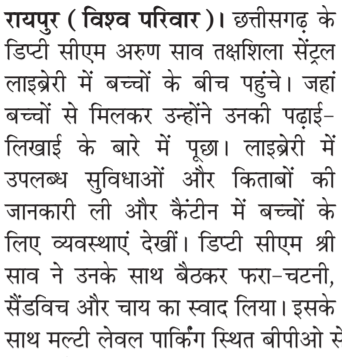 रायपुर ( विश्व परिवार )। छत्तीसगढ़ के
डिप्टी सीएम अरुण साव तक्षशिला सेंट्रल
लाइब्रेरी में बच्चों के बीच पहुंचे। जहां
बच्चों से मिलकर उन्होंने उनकी पढ़ाई-
लिखाई के बारे में पूछा। लाइब्रेरी में
उपलब्ध सुविधाओं और किताबों की
जानकारी ली और कैंटीन में बच्चों के
लिए व्यवस्थाएं देखीं। डिप्टी सीएम श्री
साव ने उनके साथ बैठकर फरा-चटनी,
सैंडविच और चाय का स्वाद लिया। इसके
साथ मल्टी लेवल पार्किंग स्थित बीपीओ से